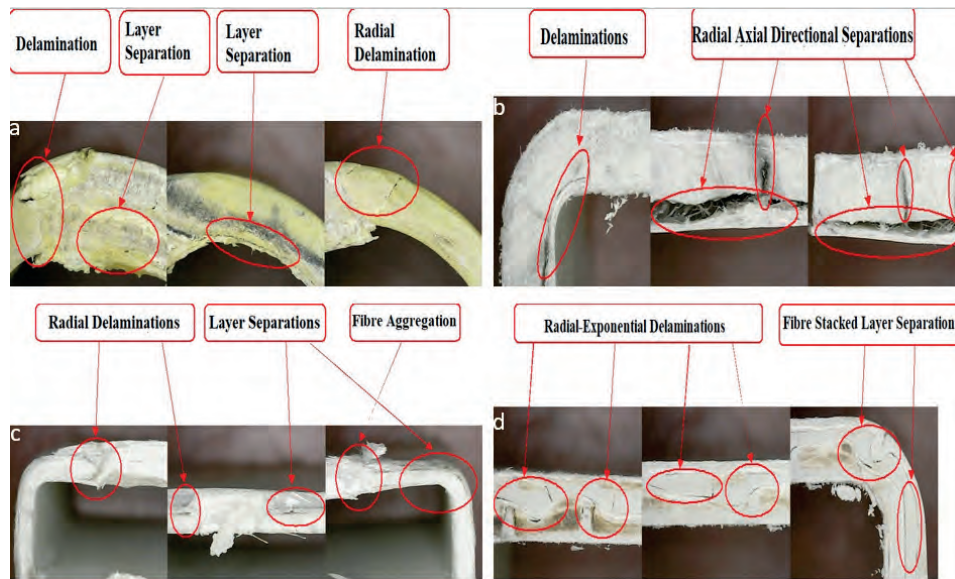 Delamination
Layer
Separation
Layer
Separation
Radial
Delamination
a
Delaminations
Radial Axial Directional Separations
b
Radial Delaminations
Layer Separations
Fibre Aggregation
c
Radial-Exponential Delaminations
Fibre Stacked Layer Separation
d